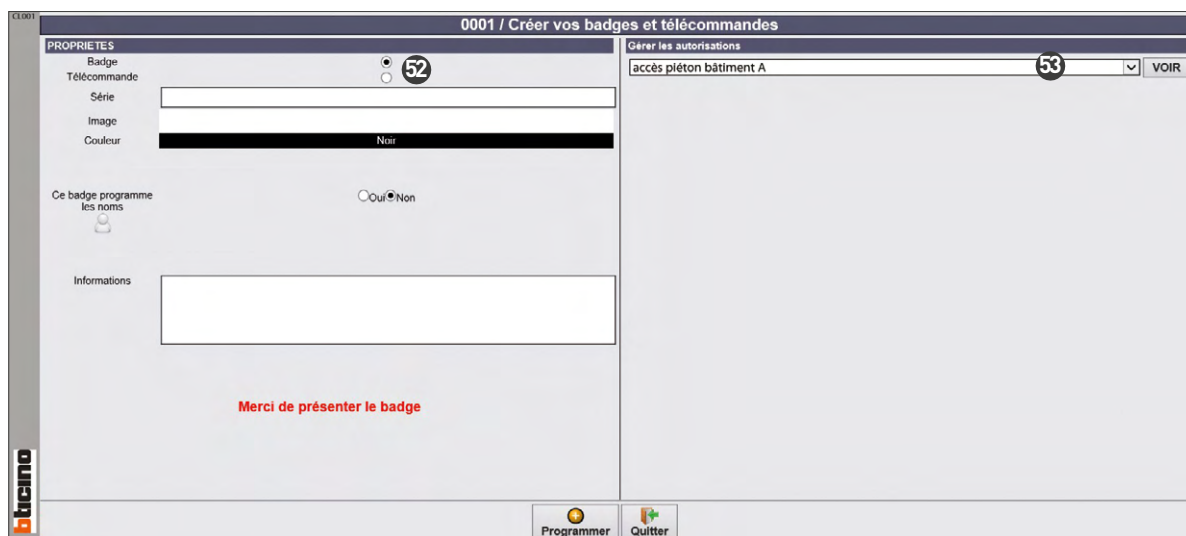 CL001
0001 / Créer vos badges et télécommandes
PROPRIETES
Badge
52
Télécommande
Série
Image
Couleur
Noir
Ce badge programme
les noms
Oui Non
Informations
Merci de présenter le badge
Gérer les autorisations
accès piéton bâtiment A
53
VOIR
bticino
Programmer
Quitter